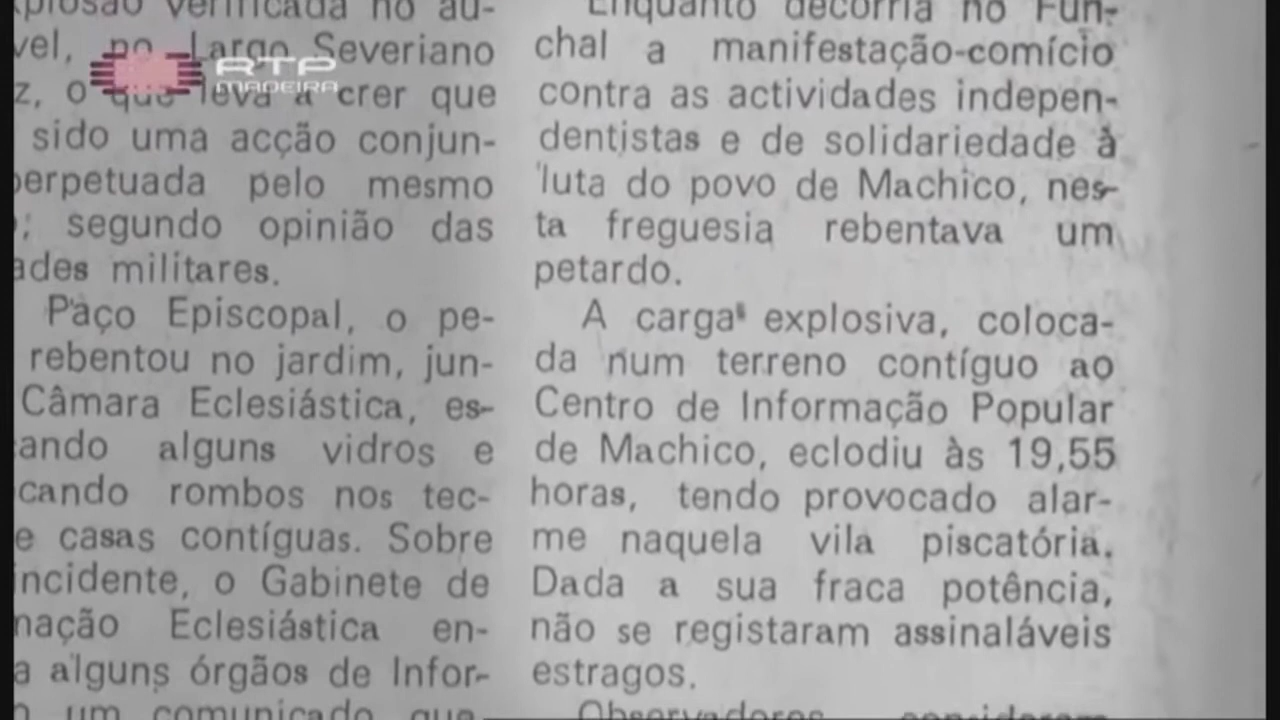 plosão verificada no au-
vel, no Largo Severiano
z, o que leva a crer que
sido uma acção conjun-
perpetuada pelo mesmo
; segundo opinião das
ades militares.
Paço Episcopal, o pe-
rebentou no jardim, jun-
Câmara Eclesiástica, es-
ando alguns vidros e
cando rombos nos tec-
e casas contíguas. Sobre
incidente, o Gabinete de
mação Eclesiástica en-
a alguns órgãos de Infor-
um comunicado que
Enquanto decorria no Fun-
chal a manifestação-comício
contra as actividades indepen-
dentistas e de solidariedade à
luta do povo de Machico, nes-
ta freguesia rebentava um
petardo.
A carga explosiva, coloca-
da num terreno contíguo ao
Centro de Informação Popular
de Machico, eclodiu às 19,55
horas, tendo provocado alar-
me naquela vila piscatória.
Dada a sua fraca potência,
não se registaram assinaláveis
estragos.
Observadores consideram
RTP
MADEIRA